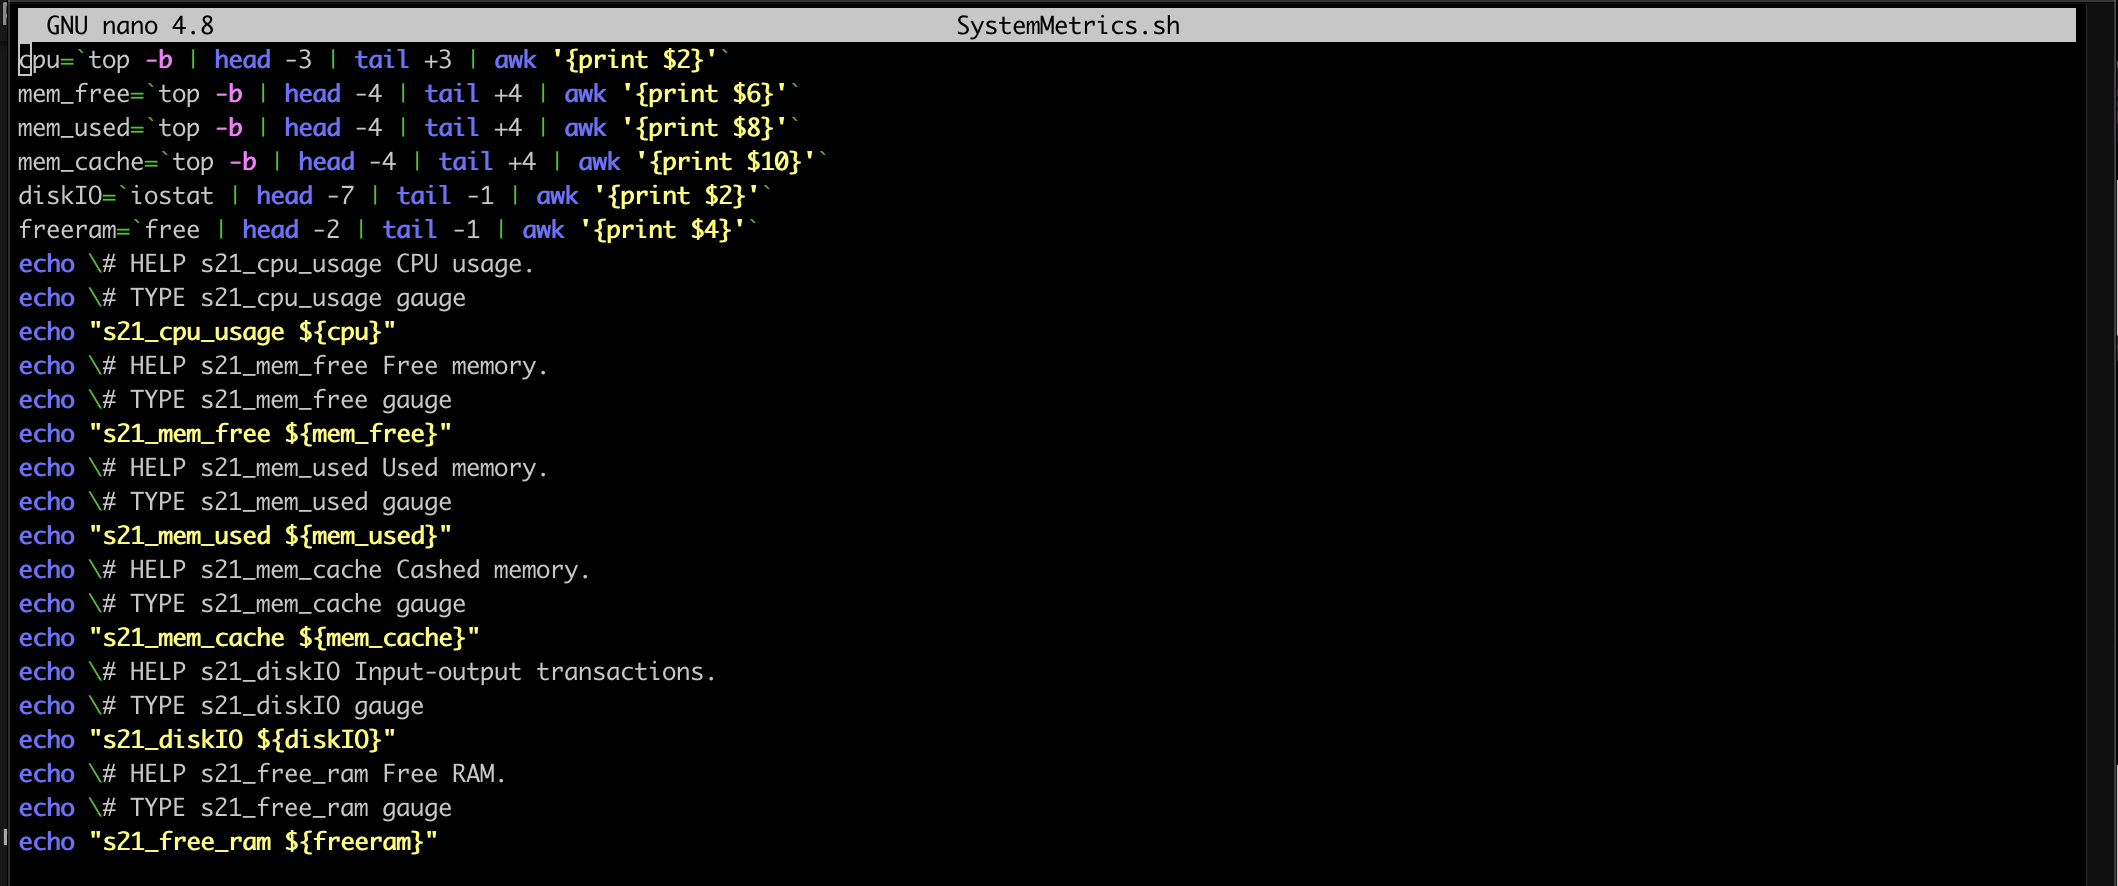 GNU nano 4.8 SystemMetrics.sh
cpu=`top -b | head -3 | tail +3 | awk '{print $2}'`
mem_free=`top -b | head -4 | tail +4 | awk '{print $6}'`
mem_used=`top -b | head -4 | tail +4 | awk '{print $8}'`
mem_cache=`top -b | head -4 | tail +4 | awk '{print $10}'`
diskIO=`iostat | head -7 | tail -1 | awk '{print $2}'`
freeram=`free | head -2 | tail -1 | awk '{print $4}'`
echo \# HELP s21_cpu_usage CPU usage.
echo \# TYPE s21_cpu_usage gauge
echo "s21_cpu_usage ${cpu}"
echo \# HELP s21_mem_free Free memory.
echo \# TYPE s21_mem_free gauge
echo "s21_mem_free ${mem_free}"
echo \# HELP s21_mem_used Used memory.
echo \# TYPE s21_mem_used gauge
echo "s21_mem_used ${mem_used}"
echo \# HELP s21_mem_cache Cashed memory.
echo \# TYPE s21_mem_cache gauge
echo "s21_mem_cache ${mem_cache}"
echo \# HELP s21_diskIO Input-output transactions.
echo \# TYPE s21_diskIO gauge
echo "s21_diskIO ${diskIO}"
echo \# HELP s21_free_ram Free RAM.
echo \# TYPE s21_free_ram gauge
echo "s21_free_ram ${freeram}"